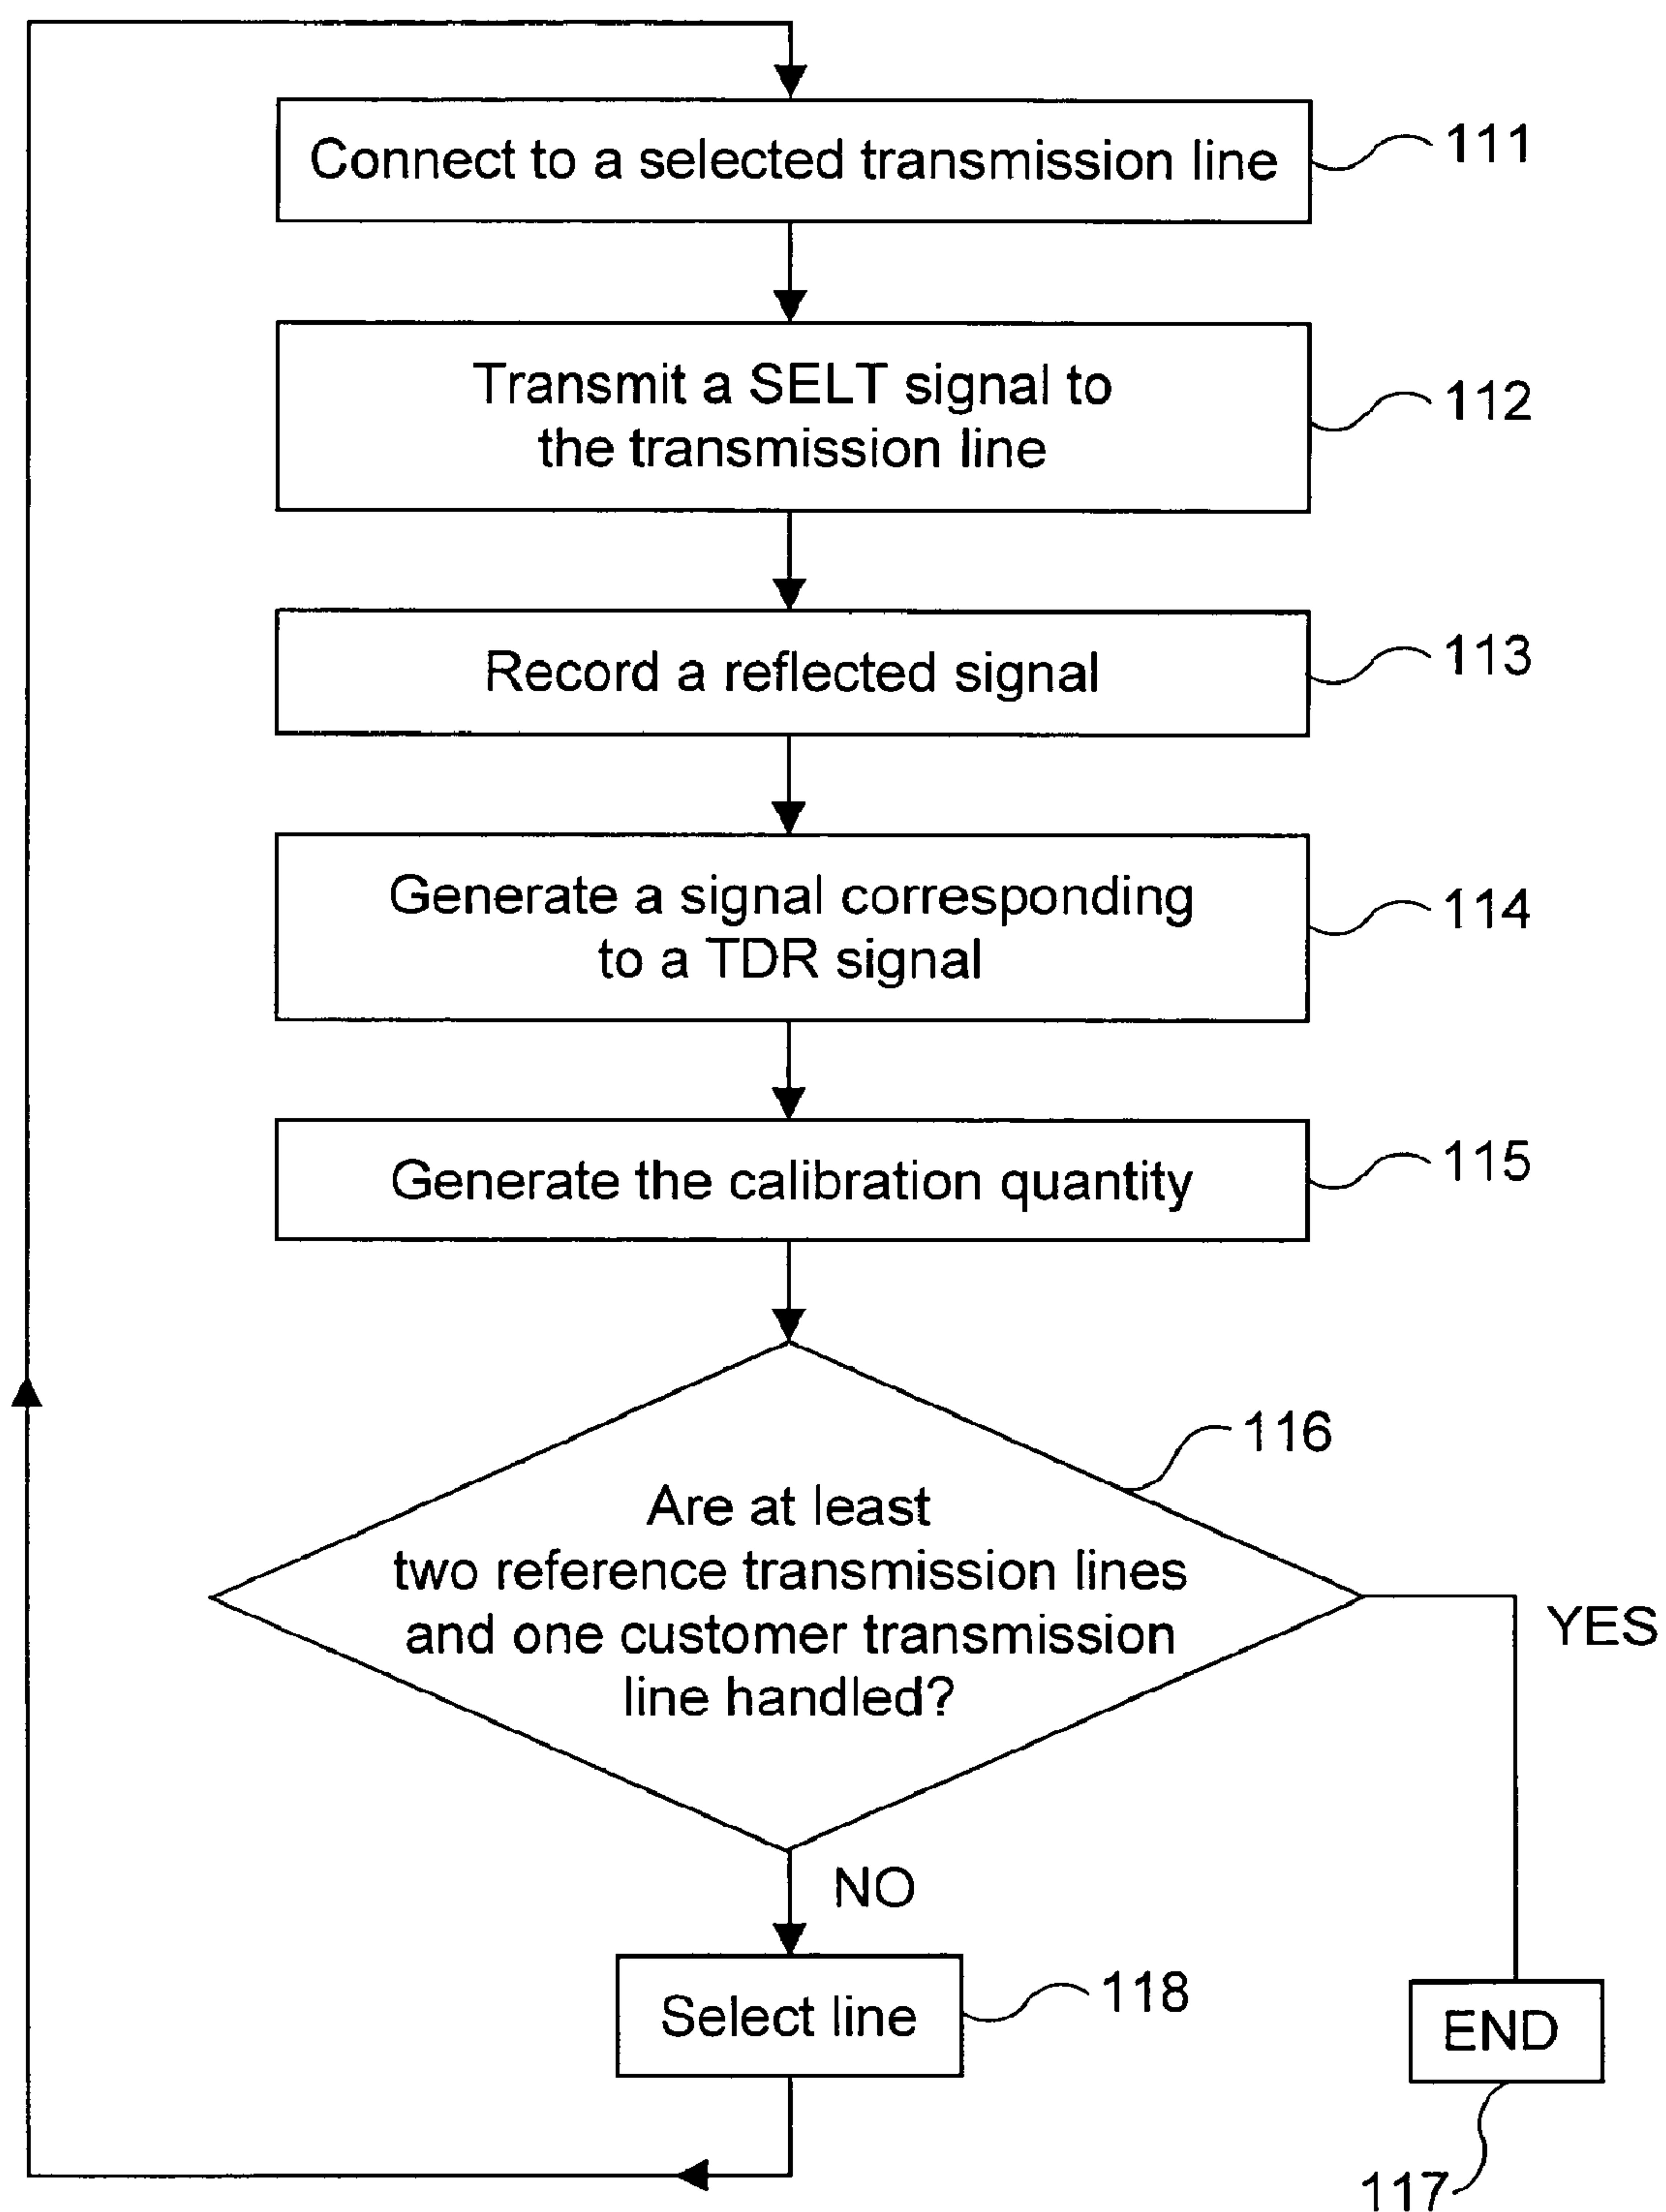 Connect to a selected transmission line
111
Transmit a SELT signal to
the transmission line
112
Record a reflected signal
113
Generate a signal corresponding
to a TDR signal
114
Generate the calibration quantity
115
116
Are at least
two reference transmission lines
and one customer transmission
line handled?
YES
NO
Select line
118
END
117